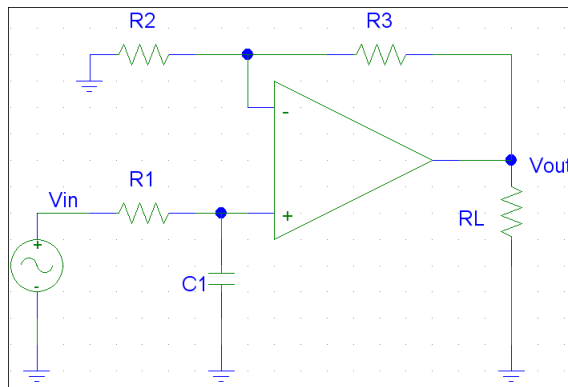 R2
R3
-
R1
Vin
+
Vout
RL
+
-
C1